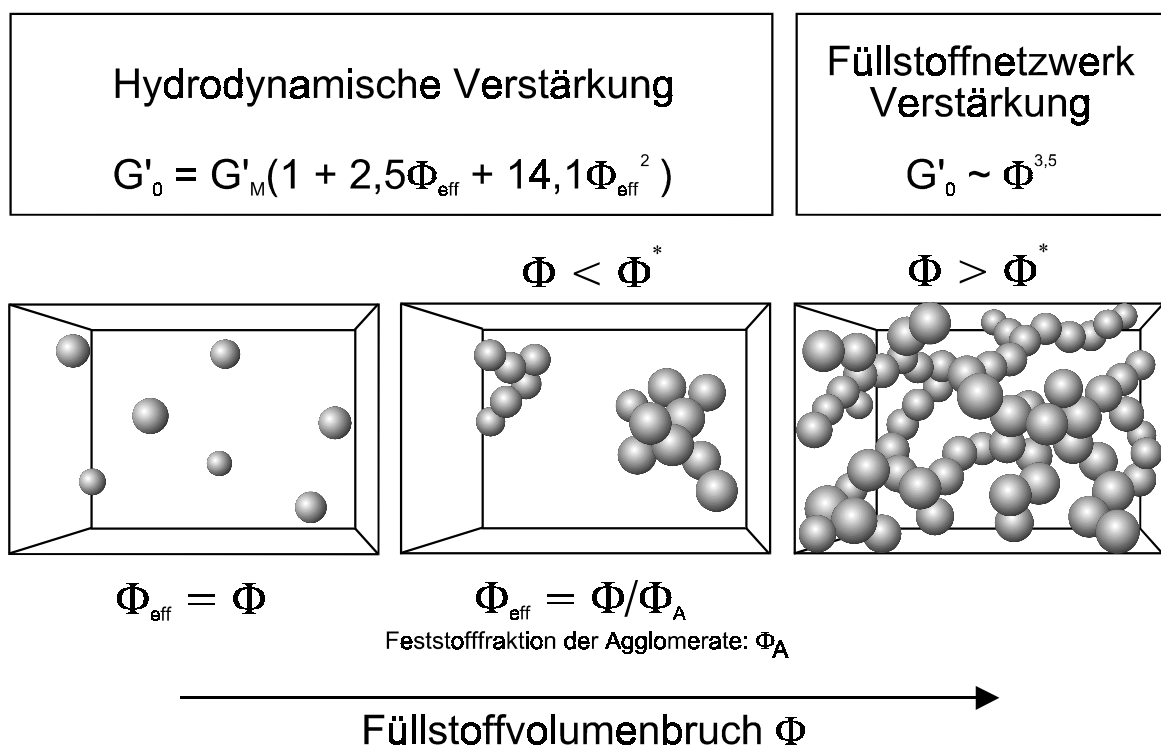 Hydrodynamische Verstärkung
G'₀ = G'ₘ(1 + 2,5Φₑff + 14,1Φₑff² )
Füllstoffnetzwerk
Verstärkung
G'₀ ~ Φ³,⁵
Φ < Φ*
Φ > Φ*
Φeff = Φ
Φeff = Φ/ΦA
Feststofffraktion der Agglomerate: ΦA
Füllstoffvolumenbruch Φ